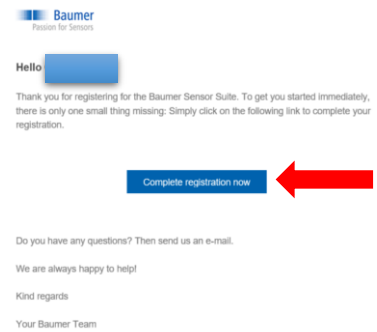 Baumer
Passion for Sensors
Hello
Thank you for registering for the Baumer Sensor Suite. To get you started immediately,
there is only one small thing missing: Simply click on the following link to complete your
registration.
Complete registration now
Do you have any questions? Then send us an e-mail.
We are always happy to help!
Kind regards
Your Baumer Team